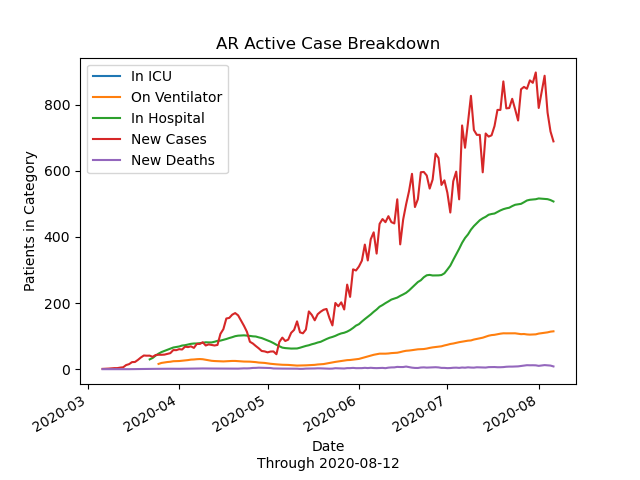 AR Active Case Breakdown
In ICU
On Ventilator
In Hospital
New Cases
New Deaths
Patients in Category
800
600
400
200
0
2020-03
2020-04
2020-05
2020-06
2020-07
2020-08
Date
Through 2020-08-12